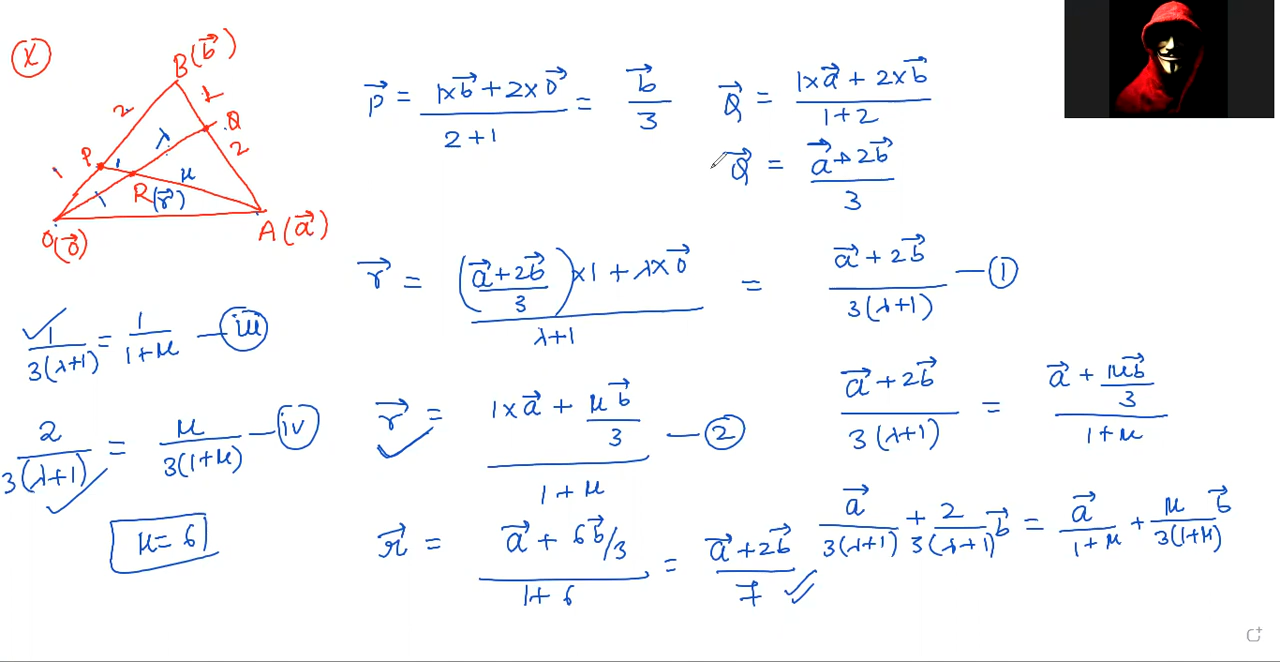 X
B(b⃗)
2
1
Q
λ
2
P
1
1
μ
1
R(r⃗)
O(0⃗)
A(a⃗)
P⃗ = (1×b⃗ + 2×0⃗)/(2+1) = b⃗/3
Q⃗ = (1×a⃗ + 2×b⃗)/(1+2)
Q⃗ = (a⃗+2b⃗)/3
r⃗ = (((a⃗+2b⃗)/3)×1 + λ×0⃗)/(λ+1) = (a⃗+2b⃗)/(3(λ+1)) — ①
r⃗ = (1×a⃗ + μb⃗/3)/(1+μ) — ②
(a⃗+2b⃗)/(3(λ+1)) = (a⃗ + μb⃗/3)/(1+μ)
a⃗/(3(λ+1)) + 2/(3(λ+1)) b⃗ = a⃗/(1+μ) + μ/(3(1+μ)) b⃗
1/(3(λ+1)) = 1/(1+μ) — iii
2/(3(λ+1)) = μ/(3(1+μ)) — iv
μ=6
r⃗ = (a⃗ + 6b⃗/3)/(1+6) = (a⃗+2b⃗)/7